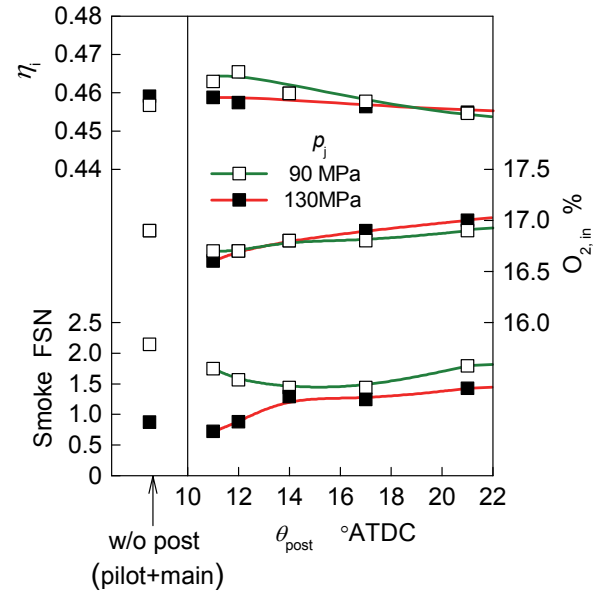 0.48
0.47
0.46
0.45
0.44
η_i
p_j
90 MPa
130MPa
17.5
17.0
16.5
16.0
O_2, in %
2.5
2.0
1.5
1.0
0.5
0
Smoke FSN
10 12 14 16 18 20 22
θ_post °ATDC
w/o post
(pilot+main)